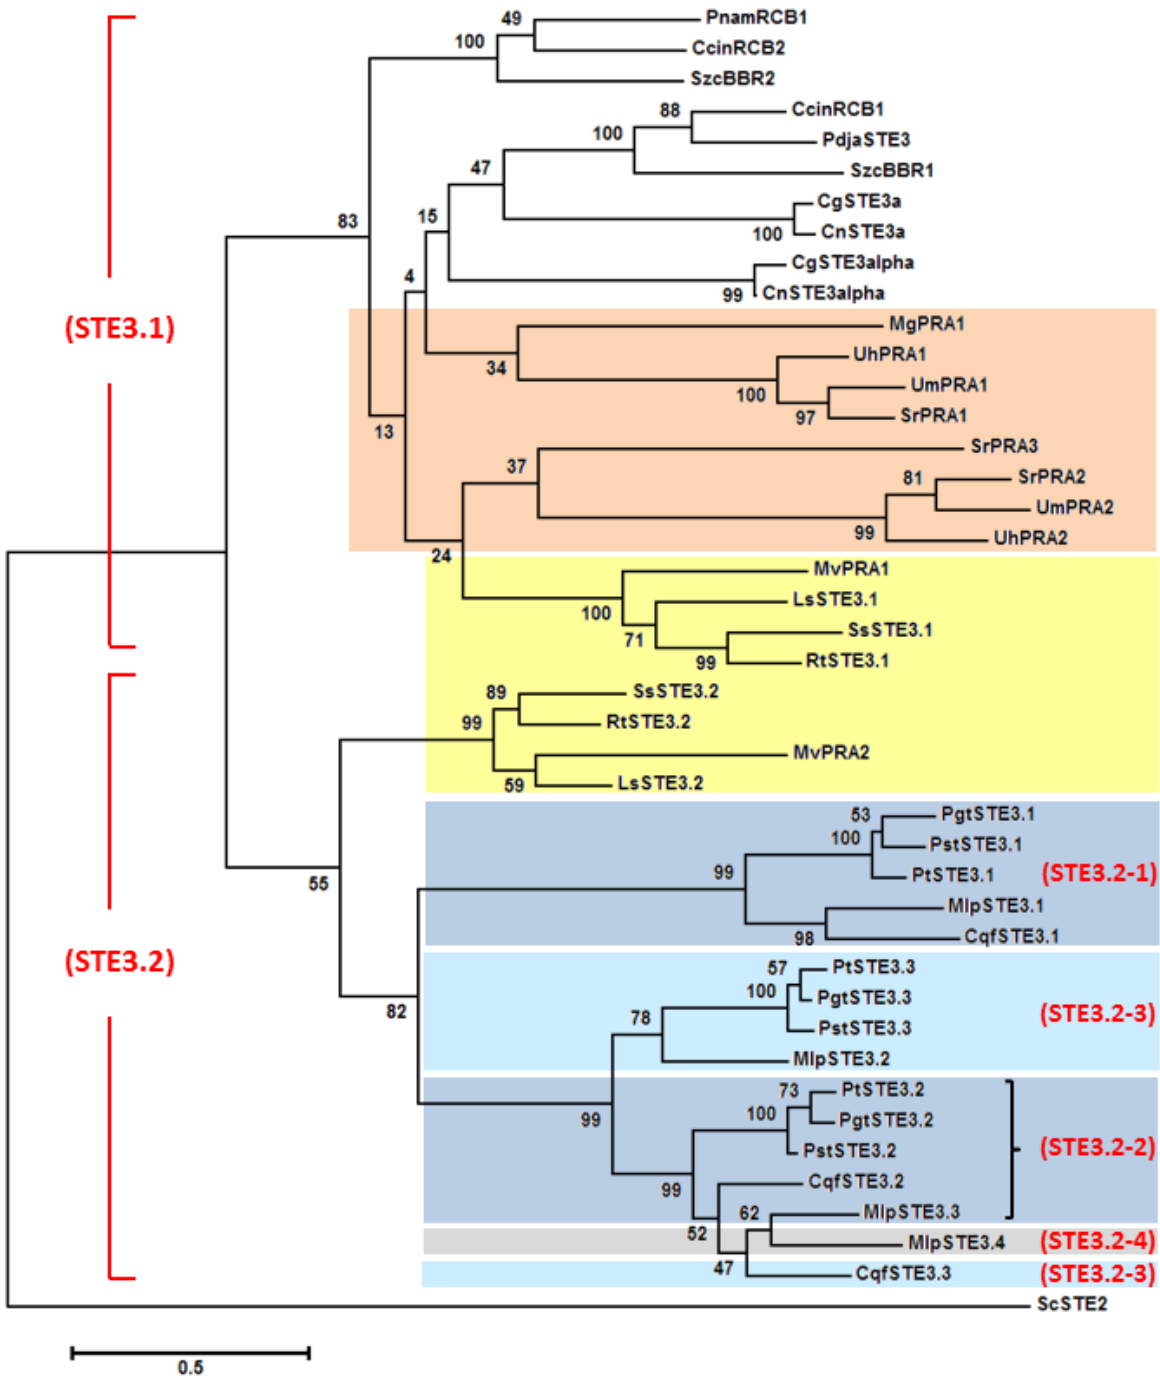 49
PnamRCB1
100
CcinRCB2
SzcBBR2
88
CcinRCB1
100
PdjaSTE3
47
SzcBBR1
CgSTE3a
15
100
CnSTE3a
83
4
CgSTE3alpha
99
CnSTE3alpha
(STE3.1)
MgPRA1
34
UhPRA1
100
UmPRA1
97
SrPRA1
13
SrPRA3
37
81
SrPRA2
UmPRA2
99
UhPRA2
24
MvPRA1
100
LsSTE3.1
71
SsSTE3.1
99
RtSTE3.1
89
SsSTE3.2
99
RtSTE3.2
MvPRA2
59
LsSTE3.2
53
PgtSTE3.1
100
PstSTE3.1
99
PtSTE3.1
(STE3.2-1)
55
MlpSTE3.1
98
CqfSTE3.1
(STE3.2)
57
PtSTE3.3
100
PgtSTE3.3
(STE3.2-3)
82
78
PstSTE3.3
MlpSTE3.2
73
PtSTE3.2
100
PgtSTE3.2
99
PstSTE3.2
(STE3.2-2)
99
CqfSTE3.2
62
MlpSTE3.3
52
MlpSTE3.4
(STE3.2-4)
47
CqfSTE3.3
(STE3.2-3)
ScSTE2
0.5